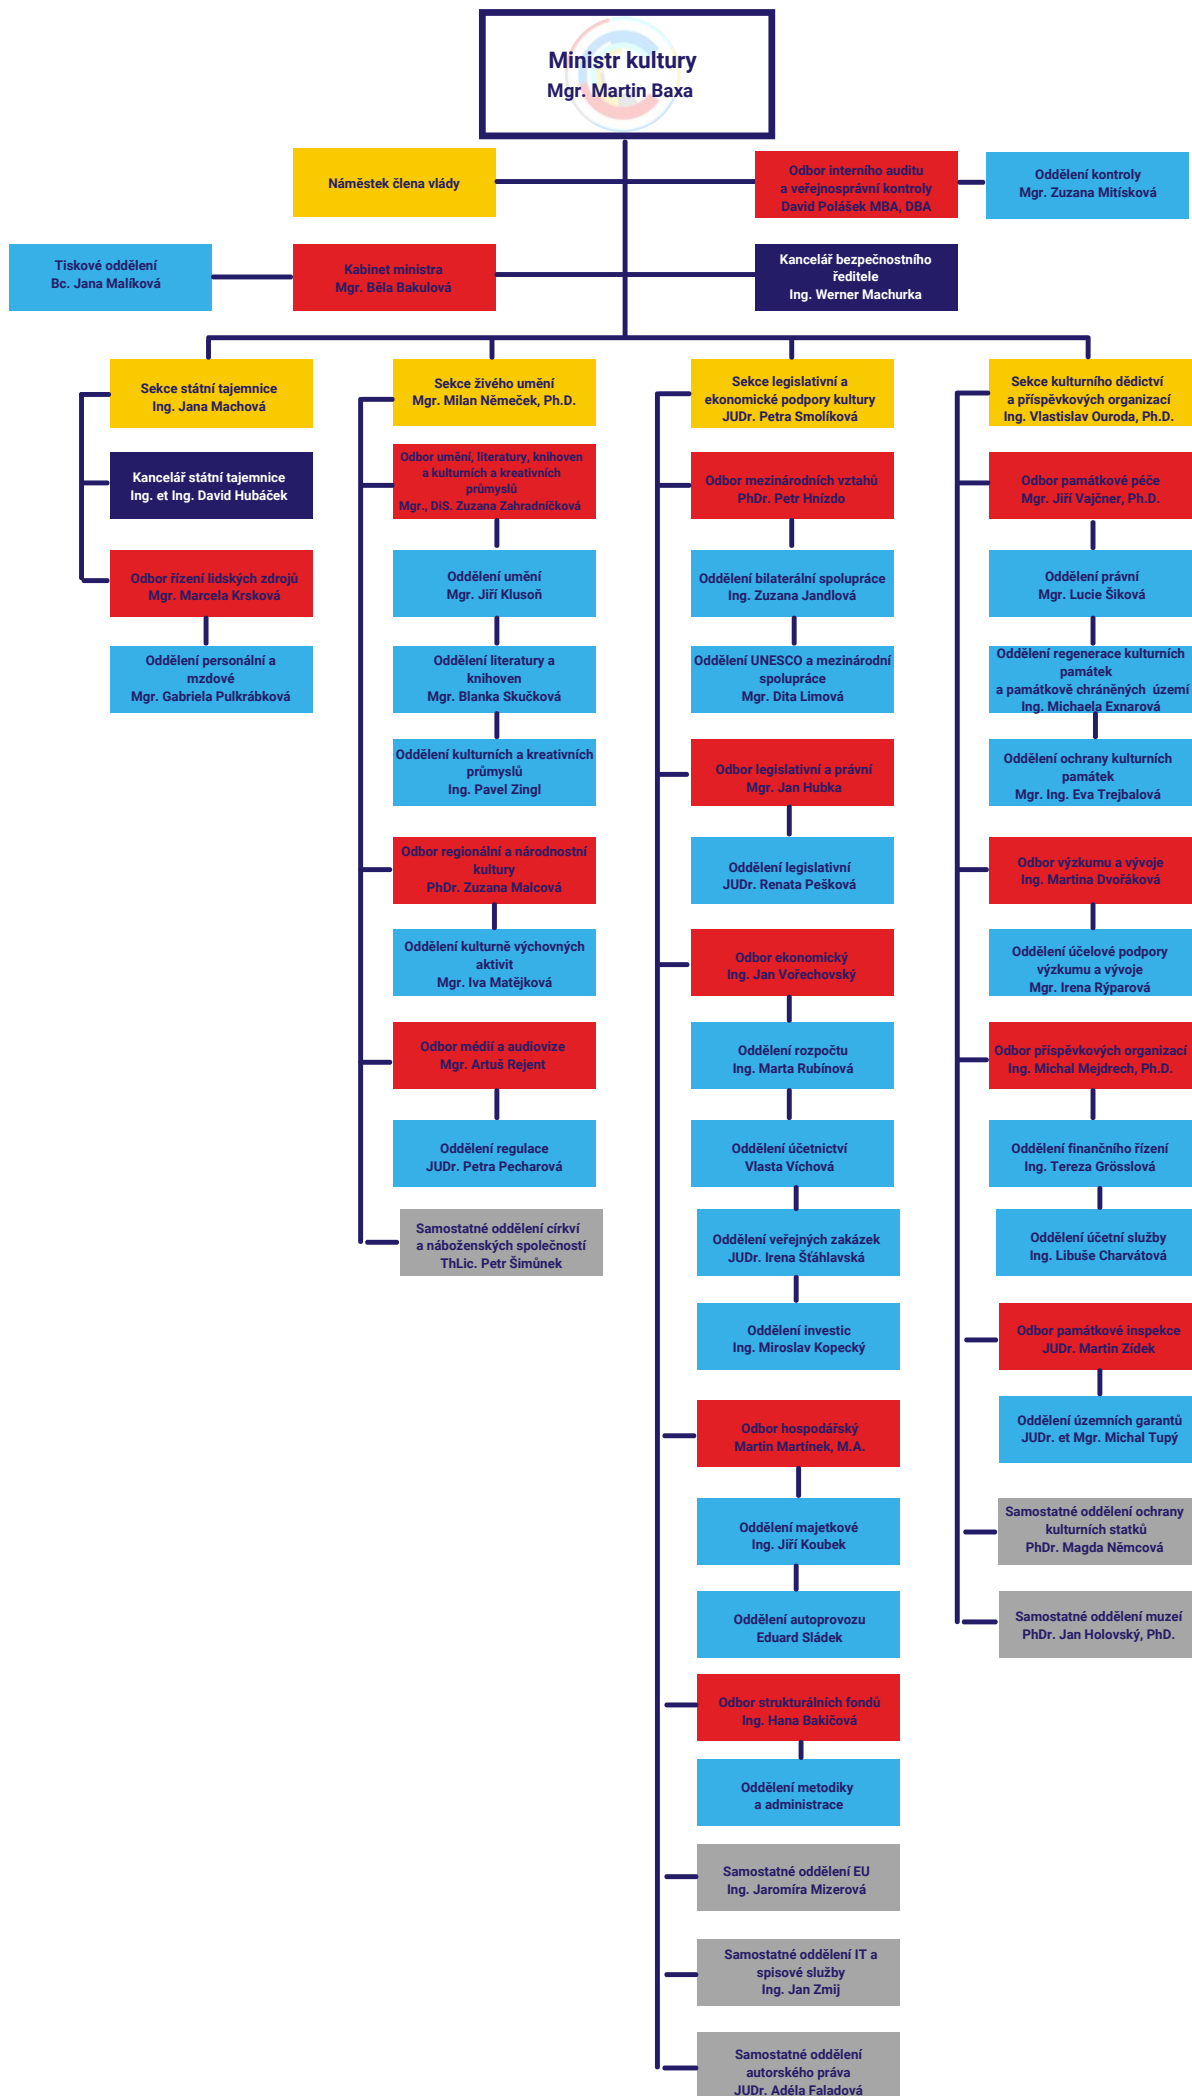 Ministr kultury
Mgr. Martin Baxa
Náměstek člena vlády
Odbor interního auditu
a veřejnosprávní kontroly
David Polášek MBA, DBA
Oddělení kontroly
Mgr. Zuzana Mitísková
Tiskové oddělení
Bc. Jana Malíková
Kabinet ministra
Mgr. Běla Bakulová
Kancelář bezpečnostního
ředitele
Ing. Werner Machurka
Sekce státní tajemnice
Ing. Jana Machová
Kancelář státní tajemnice
Ing. et Ing. David Hubáček
Odbor řízení lidských zdrojů
Mgr. Marcela Krsková
Oddělení personální a
mzdové
Mgr. Gabriela Pulkrábková
Sekce živého umění
Mgr. Milan Němeček, Ph.D.
Odbor umění, literatury, knihoven
a kulturních a kreativních
průmyslů
Mgr., DiS. Zuzana Zahradníčková
Oddělení umění
Mgr. Jiří Klusoň
Oddělení literatury a
knihoven
Mgr. Blanka Skučková
Oddělení kulturních a kreativních
průmyslů
Ing. Pavel Zingl
Odbor regionální a národnostní
kultury
PhDr. Zuzana Malcová
Oddělení kulturně výchovných
aktivit
Mgr. Iva Matějková
Odbor médií a audiovize
Mgr. Artuš Rejent
Oddělení regulace
JUDr. Petra Pecharová
Samostatné oddělení církví
a náboženských společností
ThLic. Petr Šimůnek
Sekce legislativní a
ekonomické podpory kultury
JUDr. Petra Smolíková
Odbor mezinárodních vztahů
PhDr. Petr Hnízdo
Oddělení bilaterální spolupráce
Ing. Zuzana Jandlová
Oddělení UNESCO a mezinárodní
spolupráce
Mgr. Dita Limová
Odbor legislativní a právní
Mgr. Jan Hubka
Oddělení legislativní
JUDr. Renata Pešková
Odbor ekonomický
Ing. Jan Vořechovský
Oddělení rozpočtu
Ing. Marta Rubínová
Oddělení účetnictví
Vlasta Víchová
Oddělení veřejných zakázek
JUDr. Irena Šťáhlavská
Oddělení investic
Ing. Miroslav Kopecký
Odbor hospodářský
Martin Martínek, M.A.
Oddělení majetkové
Ing. Jiří Koubek
Oddělení autoprovozu
Eduard Sládek
Odbor strukturálních fondů
Ing. Hana Bakičová
Oddělení metodiky
a administrace
Samostatné oddělení EU
Ing. Jaromíra Mizerová
Samostatné oddělení IT a
spisové služby
Ing. Jan Zmij
Samostatné oddělení
autorského práva
JUDr. Adéla Faladová
Sekce kulturního dědictví
a příspěvkových organizací
Ing. Vlastislav Ouroda, Ph.D.
Odbor památkové péče
Mgr. Jiří Vajčner, Ph.D.
Oddělení právní
Mgr. Lucie Šiková
Oddělení regenerace kulturních
památek
a památkově chráněných území
Ing. Michaela Exnarová
Oddělení ochrany kulturních
památek
Mgr. Ing. Eva Trejbalová
Odbor výzkumu a vývoje
Ing. Martina Dvořáková
Oddělení účelové podpory
výzkumu a vývoje
Mgr. Irena Rýparová
Odbor příspěvkových organizací
Ing. Michal Mejdrech, Ph.D.
Oddělení finančního řízení
Ing. Tereza Grösslová
Oddělení účetní služby
Ing. Libuše Charvátová
Odbor památkové inspekce
JUDr. Martin Zídek
Oddělení územních garantů
JUDr. et Mgr. Michal Tupý
Samostatné oddělení ochrany
kulturních statků
PhDr. Magda Němcová
Samostatné oddělení muzeí
PhDr. Jan Holovský, PhD.